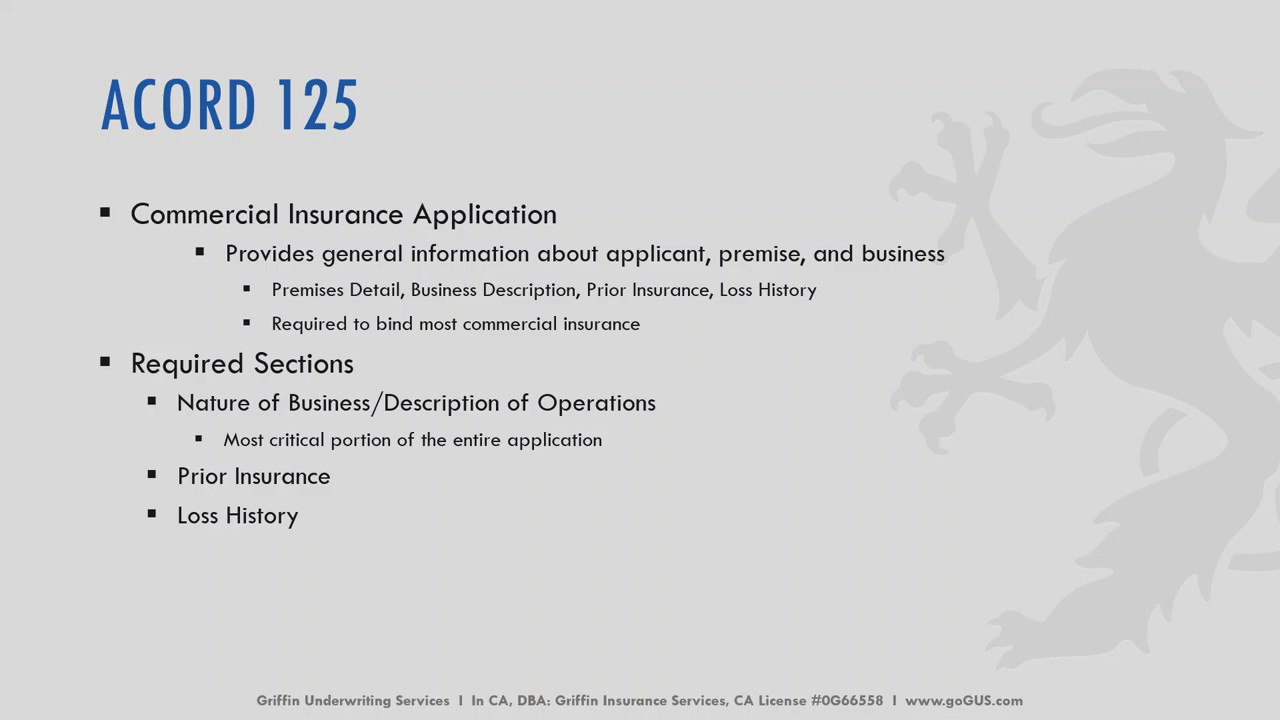 ACORD 125
▪ Commercial Insurance Application
▪ Provides general information about applicant, premise, and business
▪ Premises Detail, Business Description, Prior Insurance, Loss History
▪ Required to bind most commercial insurance
▪ Required Sections
▪ Nature of Business/Description of Operations
▪ Most critical portion of the entire application
▪ Prior Insurance
▪ Loss History
Griffin Underwriting Services | In CA, DBA: Griffin Insurance Services, CA License #0G66558 | www.goGUS.com